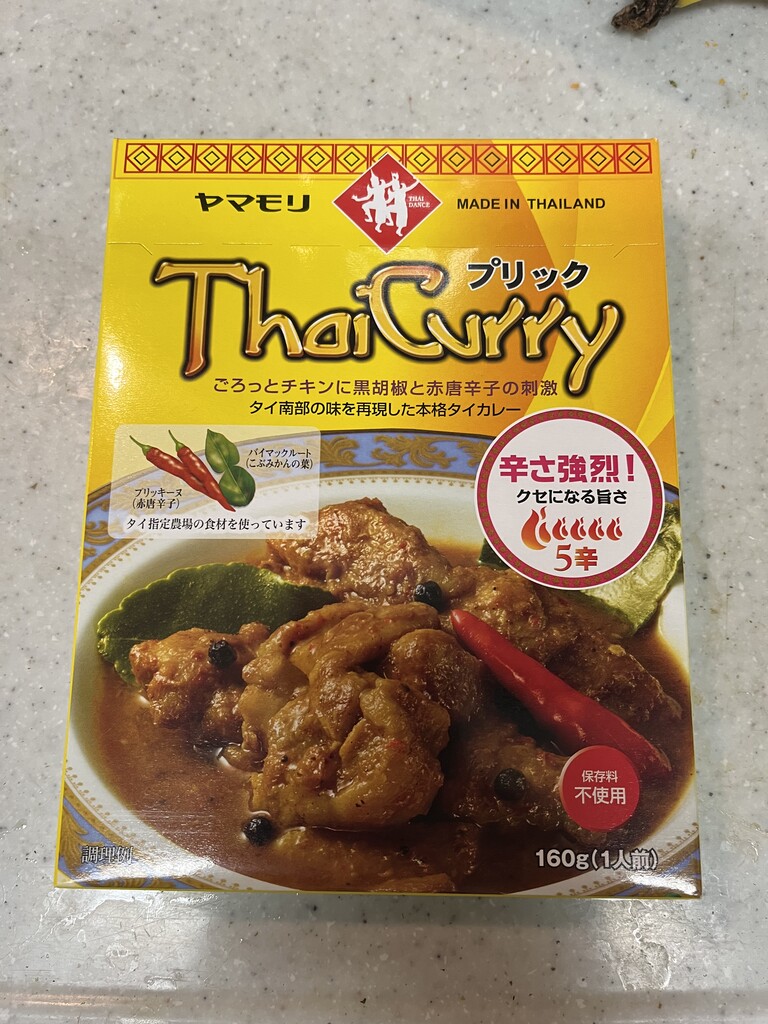 ヤマモリ
THAI
DANCE
MADE IN THAILAND
プリック
Thai Curry
ごろっとチキンに黒胡椒と赤唐辛子の刺激
タイ南部の味を再現した本格タイカレー
バイマックルート
(こぶみかんの葉)
プリッキーヌ
(赤唐辛子)
タイ指定農場の食材を使っています
辛さ強烈!
クセになる旨さ
5辛
保存料
不使用
調理例
160g(1人前)